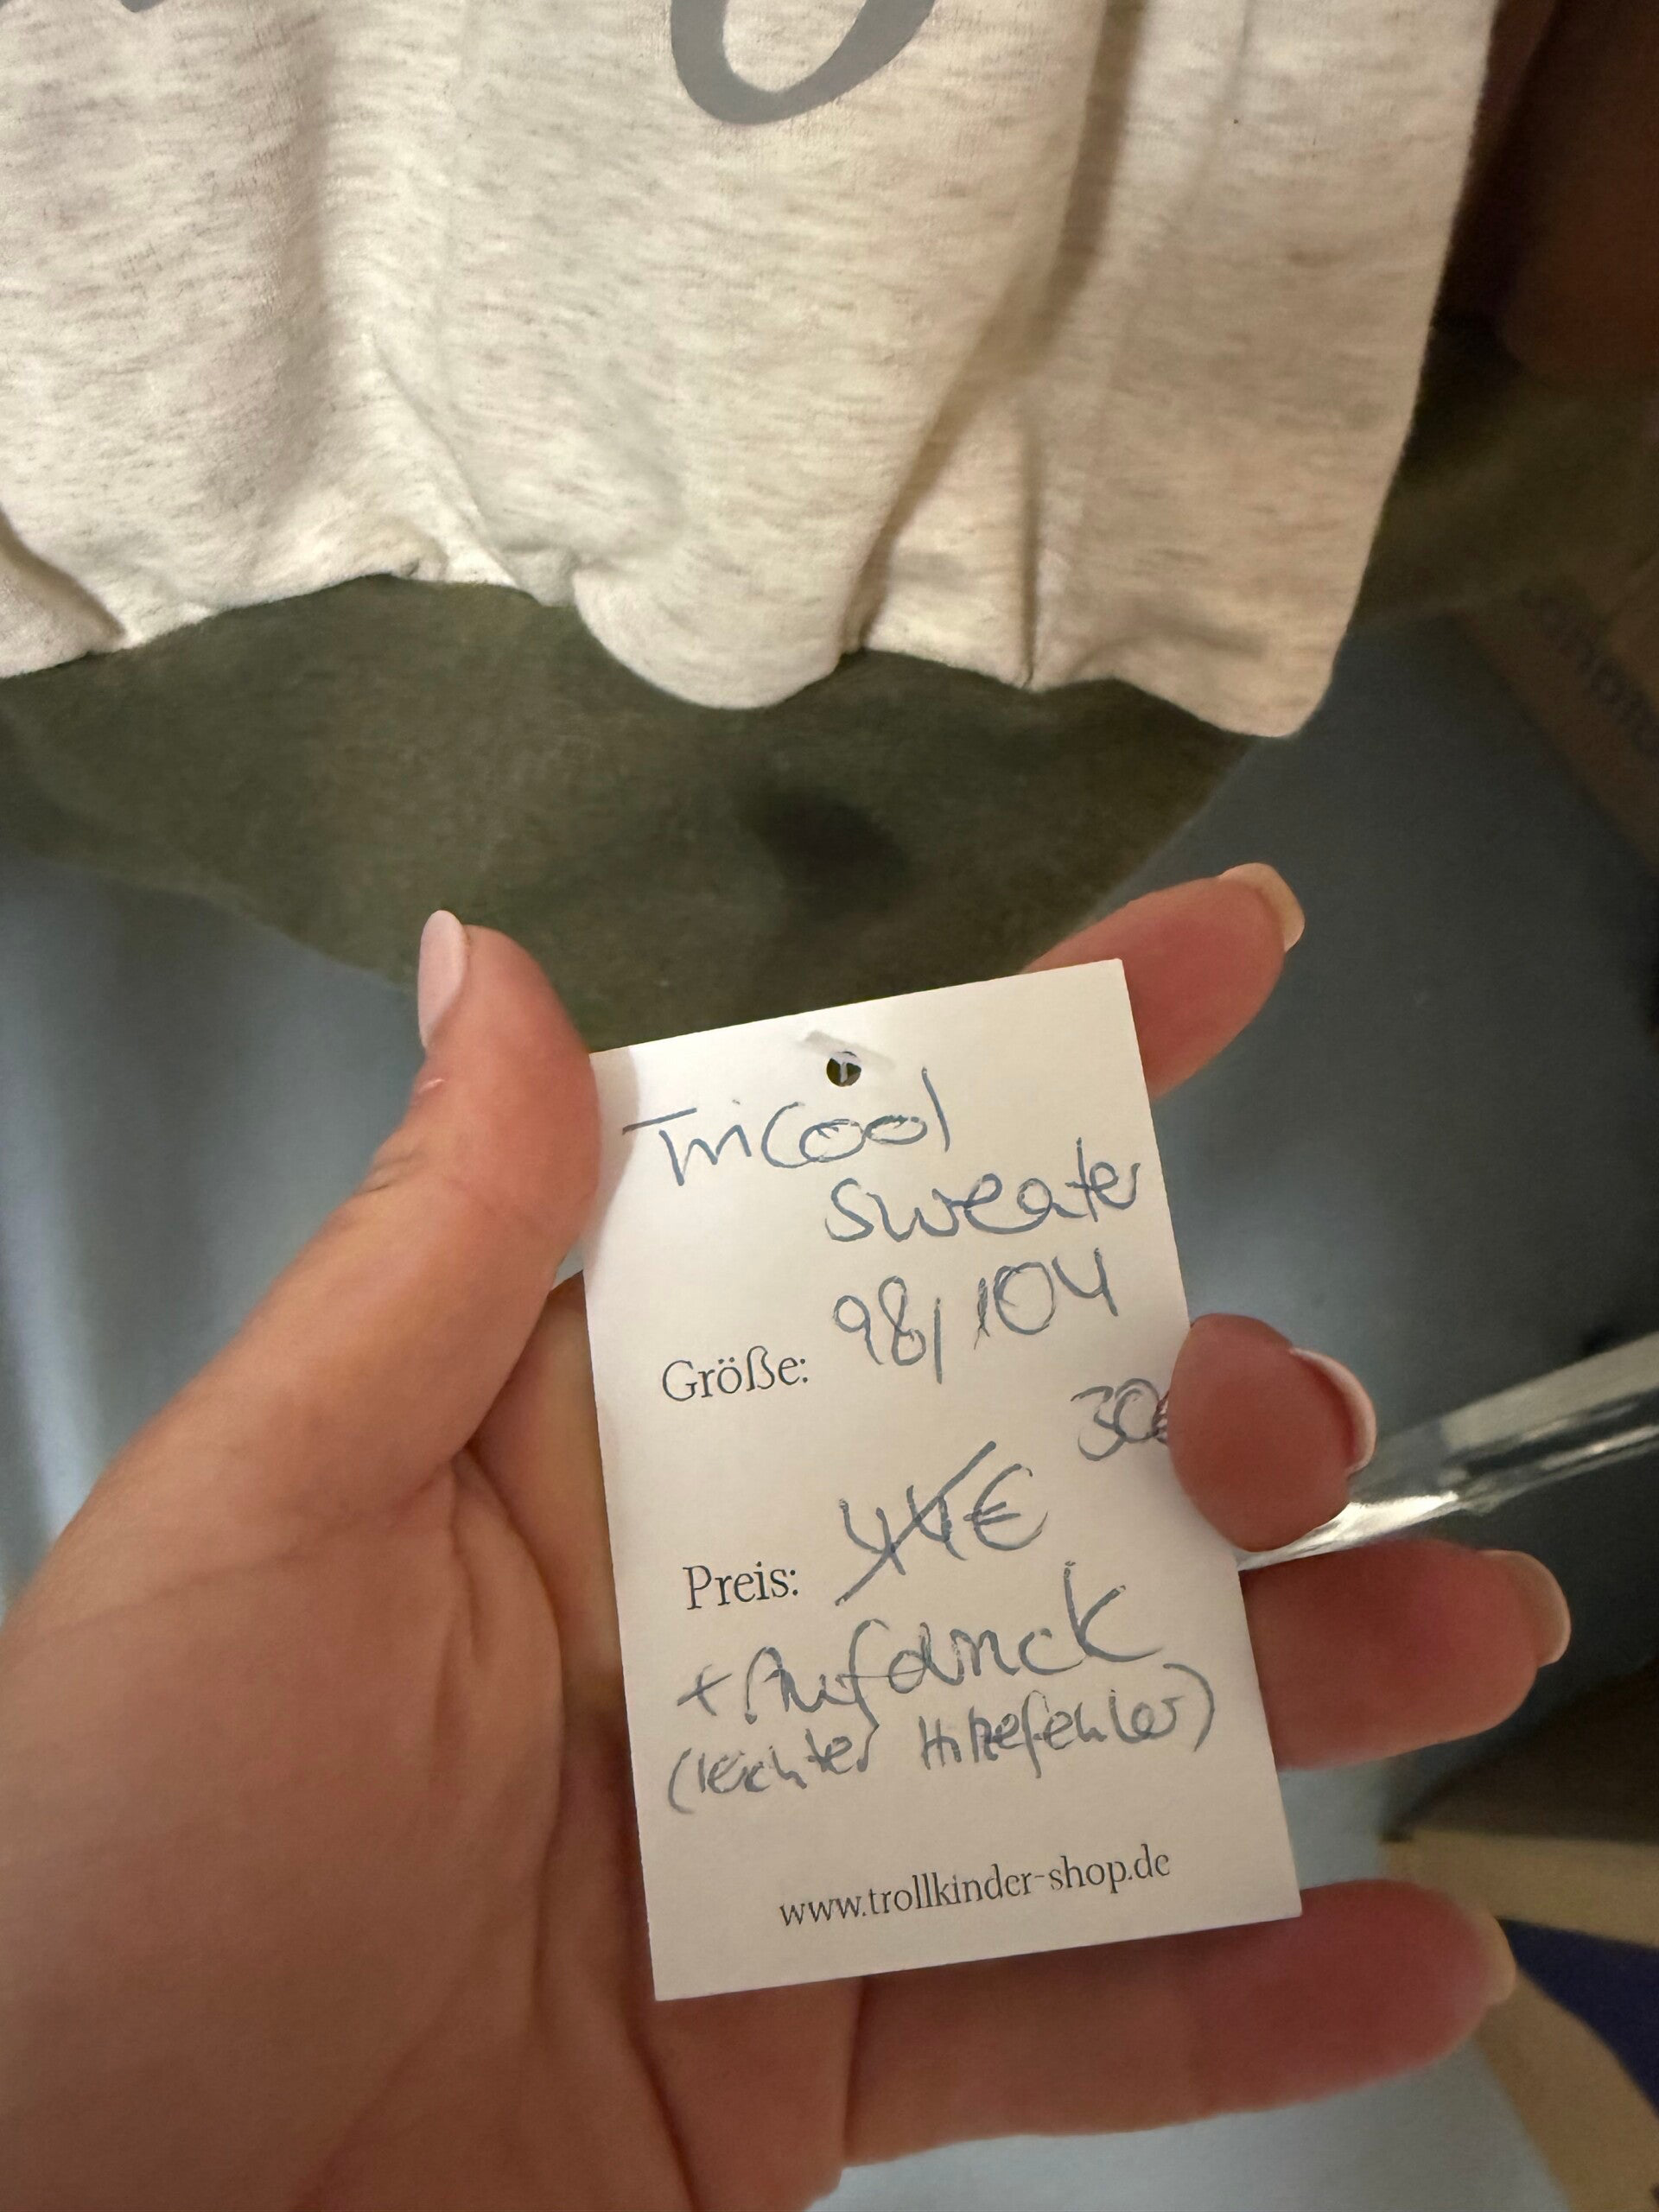 TriCool
sweater
Größe: 98/104
30€
Preis: 44€
+ Aufdruck
(leichter Hitzefehler)
www.trollkinder-shop.de